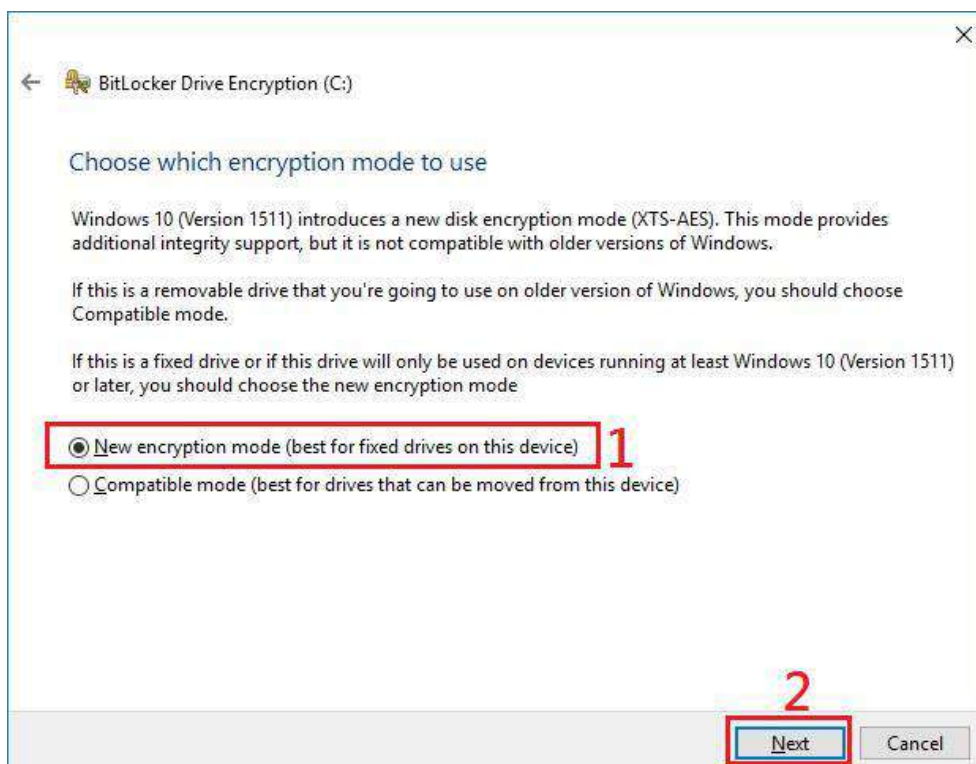 BitLocker Drive Encryption (C:)
Choose which encryption mode to use
Windows 10 (Version 1511) introduces a new disk encryption mode (XTS-AES). This mode provides
additional integrity support, but it is not compatible with older versions of Windows.
If this is a removable drive that you're going to use on older version of Windows, you should choose
Compatible mode.
If this is a fixed drive or if this drive will only be used on devices running at least Windows 10 (Version 1511)
or later, you should choose the new encryption mode
New encryption mode (best for fixed drives on this device) 1
Compatible mode (best for drives that can be moved from this device)
2
Next Cancel